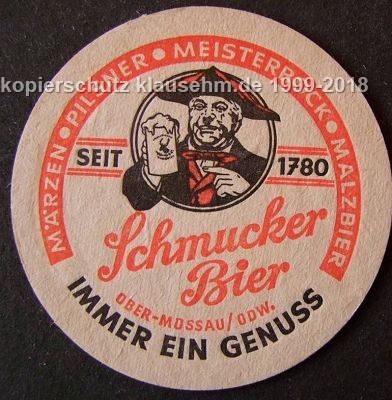 MÄRZEN • PILSNER • MEISTERBOCK • MALZBIER
kopierschutz klausehm.de 1999-2018
SEIT 1780
Schmucker
Bier
OBER-MOSSAU/ODW.
IMMER EIN GENUSS